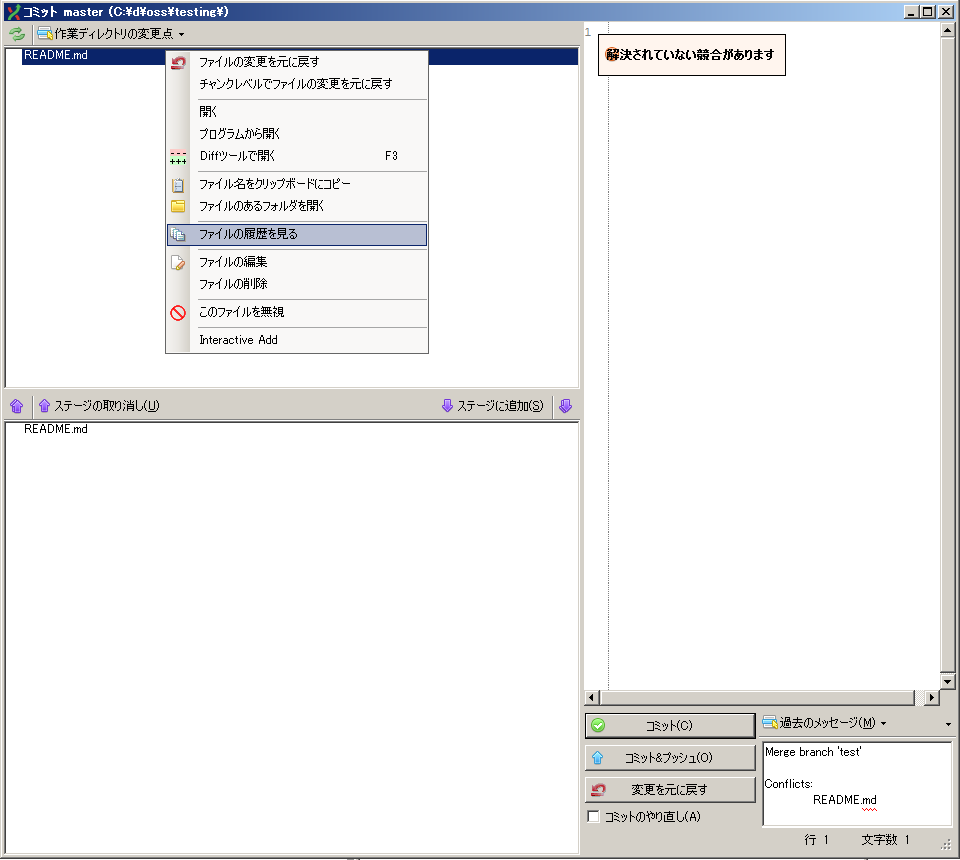 コミット master (C:¥d¥oss¥testing¥)
作業ディレクトリの変更点
README.md
ファイルの変更を元に戻す
チャンクレベルでファイルの変更を元に戻す
開く
プログラムから開く
Diffツールで開く F3
ファイル名をクリップボードにコピー
ファイルのあるフォルダを開く
ファイルの履歴を見る
ファイルの編集
ファイルの削除
このファイルを無視
Interactive Add
ステージの取り消し(U) ステージに追加(S)
README.md
1
解決されていない競合があります
コミット(C)
コミット&プッシュ(O)
変更を元に戻す
コミットのやり直し(A)
過去のメッセージ(M)
Merge branch 'test'
Conflicts:
README.md
行 1 文字数 1